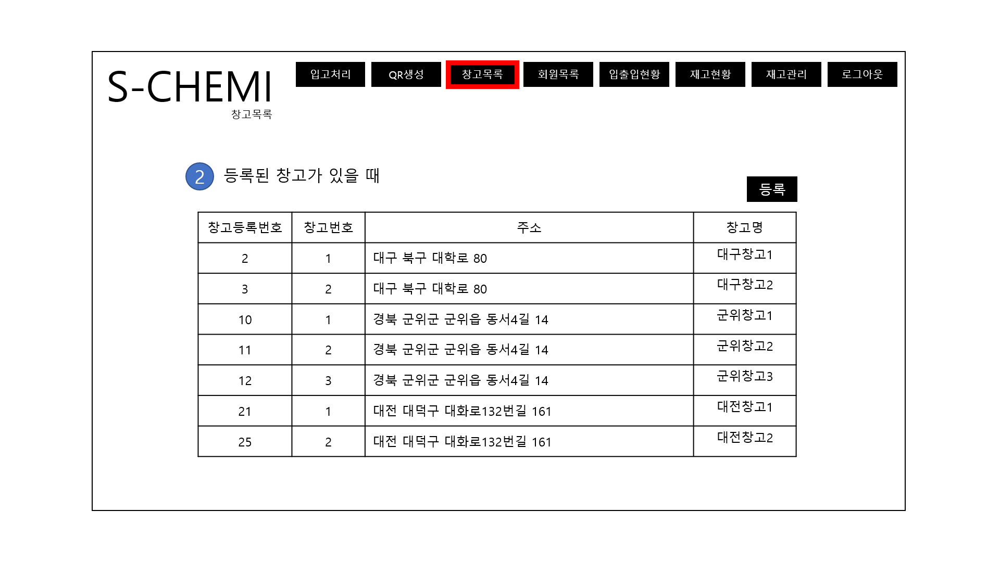 S-CHEMI
창고목록
입고처리 QR생성 창고목록 회원목록 입출입현황 재고현황 재고관리 로그아웃
2 등록된 창고가 있을 때
등록
창고등록번호 창고번호 주소 창고명
2 1 대구 북구 대학로 80 대구창고1
3 2 대구 북구 대학로 80 대구창고2
10 1 경북 군위군 군위읍 동서4길 14 군위창고1
11 2 경북 군위군 군위읍 동서4길 14 군위창고2
12 3 경북 군위군 군위읍 동서4길 14 군위창고3
21 1 대전 대덕구 대화로132번길 161 대전창고1
25 2 대전 대덕구 대화로132번길 161 대전창고2